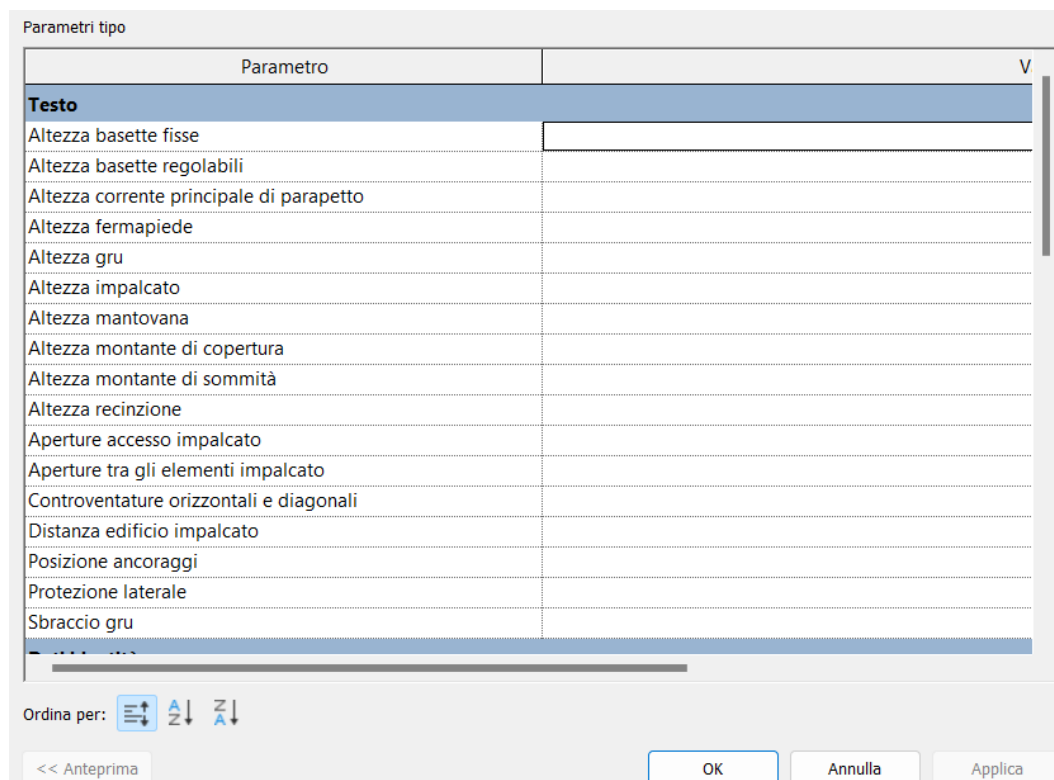 Parametri tipo
Parametro V
Testo
Altezza basette fisse
Altezza basette regolabili
Altezza corrente principale di parapetto
Altezza fermapiede
Altezza gru
Altezza impalcato
Altezza mantovana
Altezza montante di copertura
Altezza montante di sommità
Altezza recinzione
Aperture accesso impalcato
Aperture tra gli elementi impalcato
Controventature orizzontali e diagonali
Distanza edificio impalcato
Posizione ancoraggi
Protezione laterale
Sbraccio gru
Ordina per:
<< Anteprima OK Annulla Applica